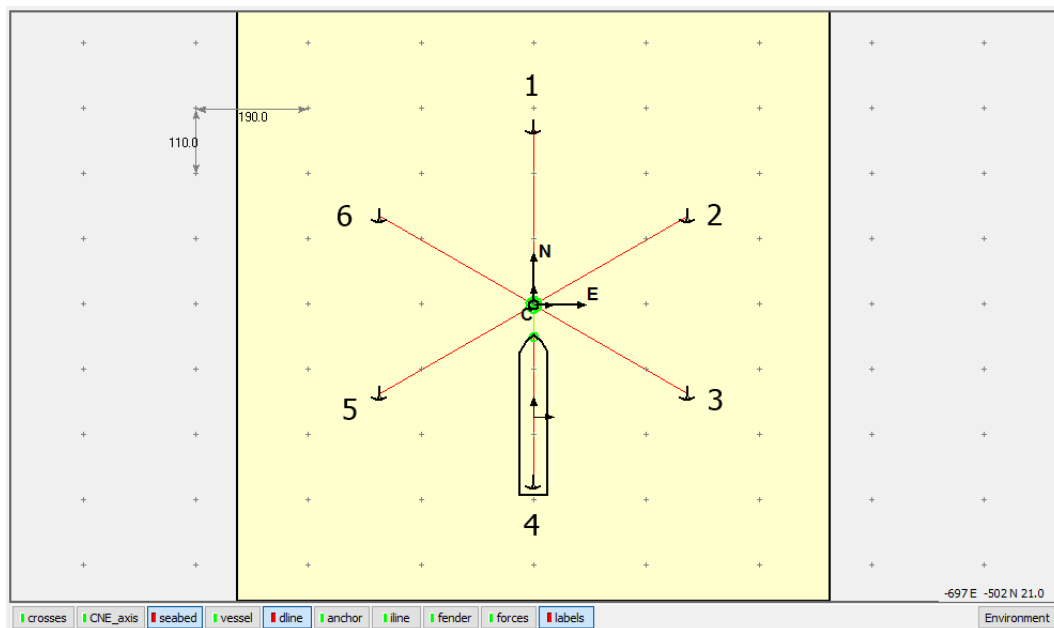 1
190.0
110.0
6
2
N
E
C
5
3
4
-697 E -502 N 21.0
crosses CNE_axis seabed vessel dline anchor iline fender forces labels Environment